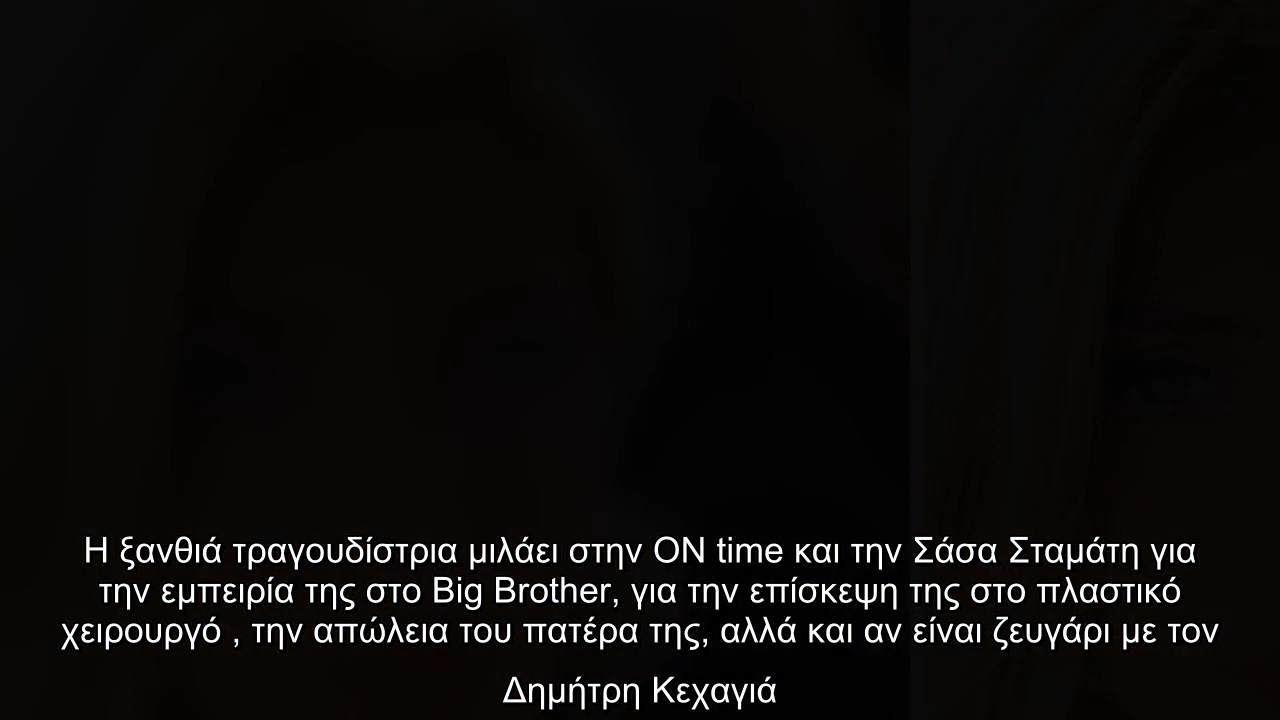 Η ξανθιά τραγουδίστρια μιλάει στην ON time και την Σάσα Σταμάτη για
την εμπειρία της στο Big Brother, για την επίσκεψη της στο πλαστικό
χειρουργό , την απώλεια του πατέρα της, αλλά και αν είναι ζευγάρι με τον
Δημήτρη Κεχαγιά